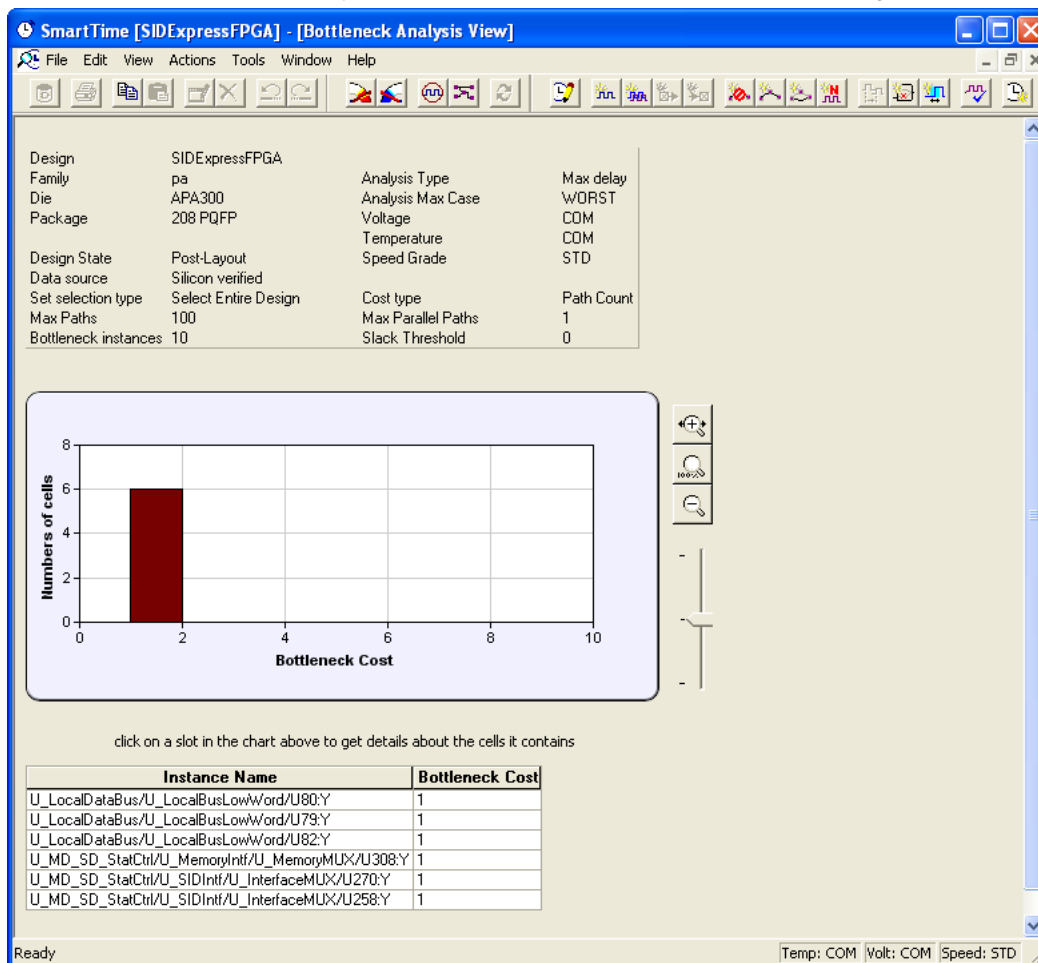 SmartTime [SIDExpressFPGA] - [Bottleneck Analysis View]
File Edit View Actions Tools Window Help
Design SIDExpressFPGA
Family pa Analysis Type Max delay
Die APA300 Analysis Max Case WORST
Package 208 PQFP Voltage COM
Temperature COM
Design State Post-Layout Speed Grade STD
Data source Silicon verified
Set selection type Select Entire Design Cost type Path Count
Max Paths 100 Max Parallel Paths 1
Bottleneck instances 10 Slack Threshold 0
8
6
4
2
0
Numbers of cells
0 2 4 6 8 10
Bottleneck Cost
100%
click on a slot in the chart above to get details about the cells it contains
Instance Name Bottleneck Cost
U_LocalDataBus/U_LocalBusLowWord/U80:Y 1
U_LocalDataBus/U_LocalBusLowWord/U79:Y 1
U_LocalDataBus/U_LocalBusLowWord/U82:Y 1
U_MD_SD_StatCtrl/U_MemoryIntf/U_MemoryMUX/U308:Y 1
U_MD_SD_StatCtrl/U_SIDIntf/U_InterfaceMUX/U270:Y 1
U_MD_SD_StatCtrl/U_SIDIntf/U_InterfaceMUX/U258:Y 1
Ready Temp: COM Volt: COM Speed: STD